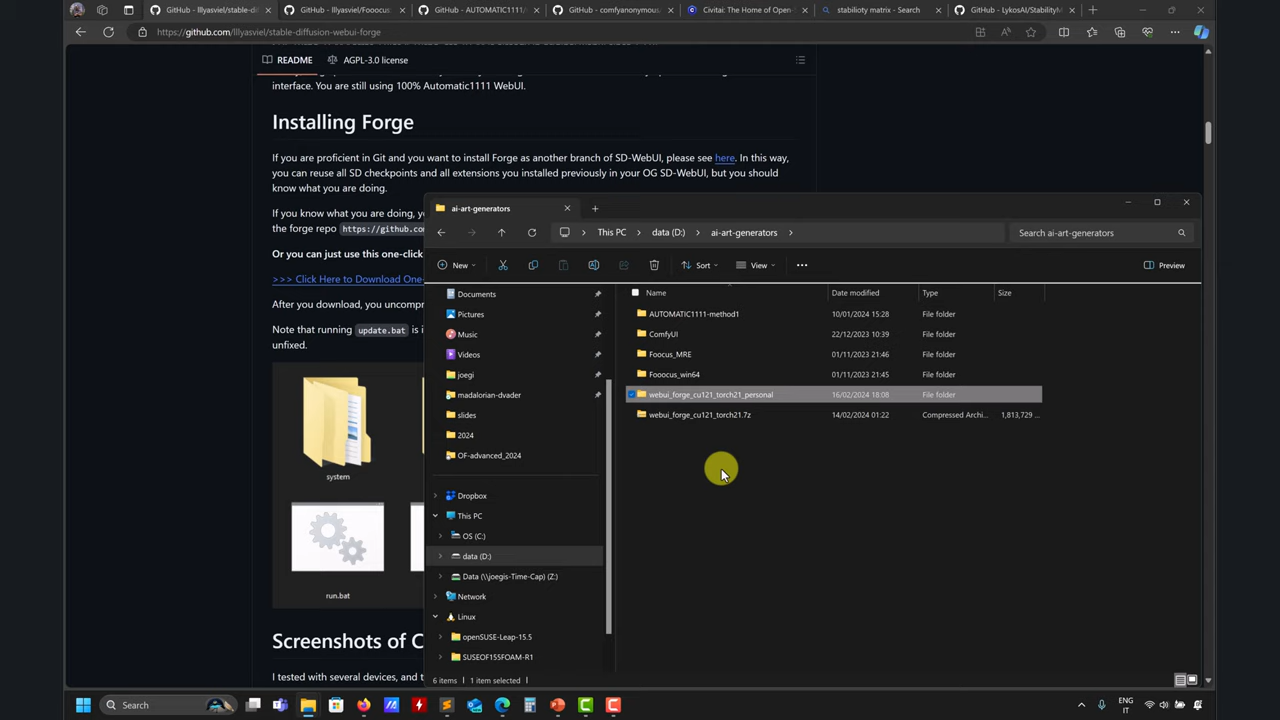 GitHub - lllyasviel/stable-dif
GitHub - lllyasviel/Fooocus
GitHub - AUTOMATIC1111/
GitHub - comfyanonymous
Civitai: The Home of Open-
stabilioty matrix - Search
GitHub - LykosAI/StabilityM
https://github.com/lllyasviel/stable-diffusion-webui-forge
README
AGPL-3.0 license
interface. You are still using 100% Automatic1111 WebUI.
Installing Forge
If you are proficient in Git and you want to install Forge as another branch of SD-WebUI, please see here. In this way,
you can reuse all SD checkpoints and all extensions you installed previously in your OG SD-WebUI, but you should
know what you are doing.
If you know what you are doing, y
the forge repo https://github.com
Or you can just use this one-click
>>> Click Here to Download One-
After you download, you uncompr
Note that running update.bat is i
unfixed.
system
run.bat
Screenshots of C
I tested with several devices, and t
ai-art-generators
This PC
data (D:)
ai-art-generators
Search ai-art-generators
New
Sort
View
Preview
Documents
Pictures
Music
Videos
joegi
madalorian-dvader
slides
2024
OF-advanced_2024
Dropbox
This PC
OS (C:)
data (D:)
Data (\\joegis-Time-Cap) (Z:)
Network
Linux
openSUSE-Leap-15.5
SUSEOF155FOAM-R1
Name Date modified Type Size
AUTOMATIC1111-method1 10/01/2024 15:28 File folder
ComfyUI 22/12/2023 10:39 File folder
Foocus_MRE 01/11/2023 21:46 File folder
Fooocus_win64 01/11/2023 21:45 File folder
webui_forge_cu121_torch21_personal 16/02/2024 18:08 File folder
webui_forge_cu121_torch21.7z 14/02/2024 01:22 Compressed Archi... 1,813,729 ...
6 items 1 item selected
Search
ENG
IT